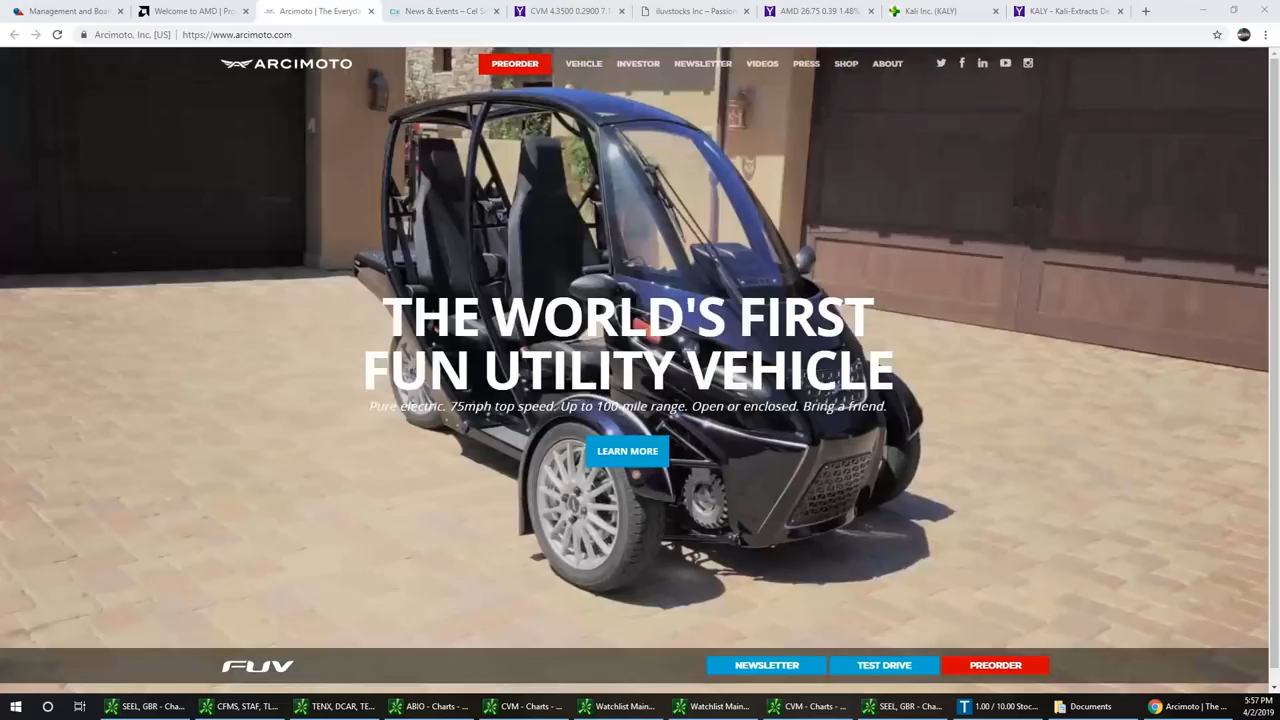 Management and Boar
Welcome to AMD | Pro
Arcimoto | The Everyda
News & Events – Cel S
CVM 4.3500 0.2900 7.1
iluvstocks Inc – Passion
AMD 26.75 0.39 1.48%
Kali Inc. (KALY)
KALY - Kali-Extracts De
Arcimoto, Inc. [US] | https://www.arcimoto.com
ARCIMOTO
PREORDER
VEHICLE
INVESTOR
NEWSLETTER
VIDEOS
PRESS
SHOP
ABOUT
THE WORLD'S FIRST
FUN UTILITY VEHICLE
Pure electric. 75mph top speed. Up to 100-mile range. Open or enclosed. Bring a friend.
LEARN MORE
FUV
NEWSLETTER
TEST DRIVE
PREORDER
SEEL, GBR - Cha...
CFMS, STAF, TL...
TENX, DCAR, TE...
ABIO - Charts - ...
CVM - Charts - ...
Watchlist Main...
Watchlist Main...
CVM - Charts - ...
SEEL, GBR - Cha...
1.00 / 10.00 Stoc...
Documents
Arcimoto | The ...
5:57 PM
4/2/2019